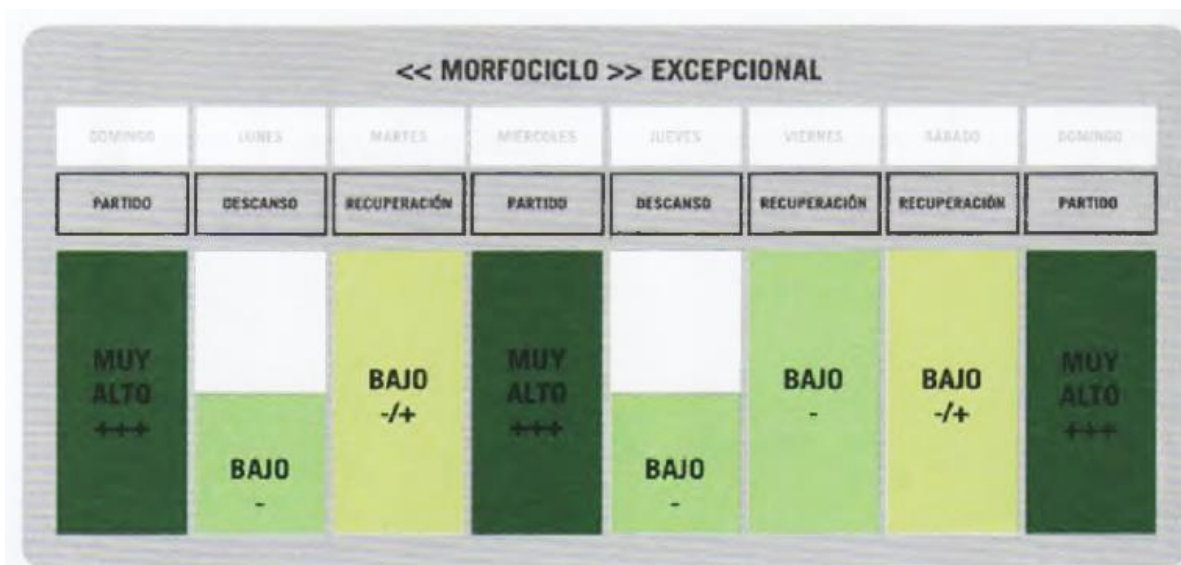 << MORFOCICLO >> EXCEPCIONAL
DOMINGO LUNES MARTES MIÉRCOLES JUEVES VIERNES SÁBADO DOMINGO
PARTIDO DESCANSO RECUPERACIÓN PARTIDO DESCANSO RECUPERACIÓN RECUPERACIÓN PARTIDO
MUY
ALTO
+++
BAJO
-
BAJO
-/+
MUY
ALTO
+++
BAJO
-
BAJO
-
BAJO
-/+
MUY
ALTO
+++